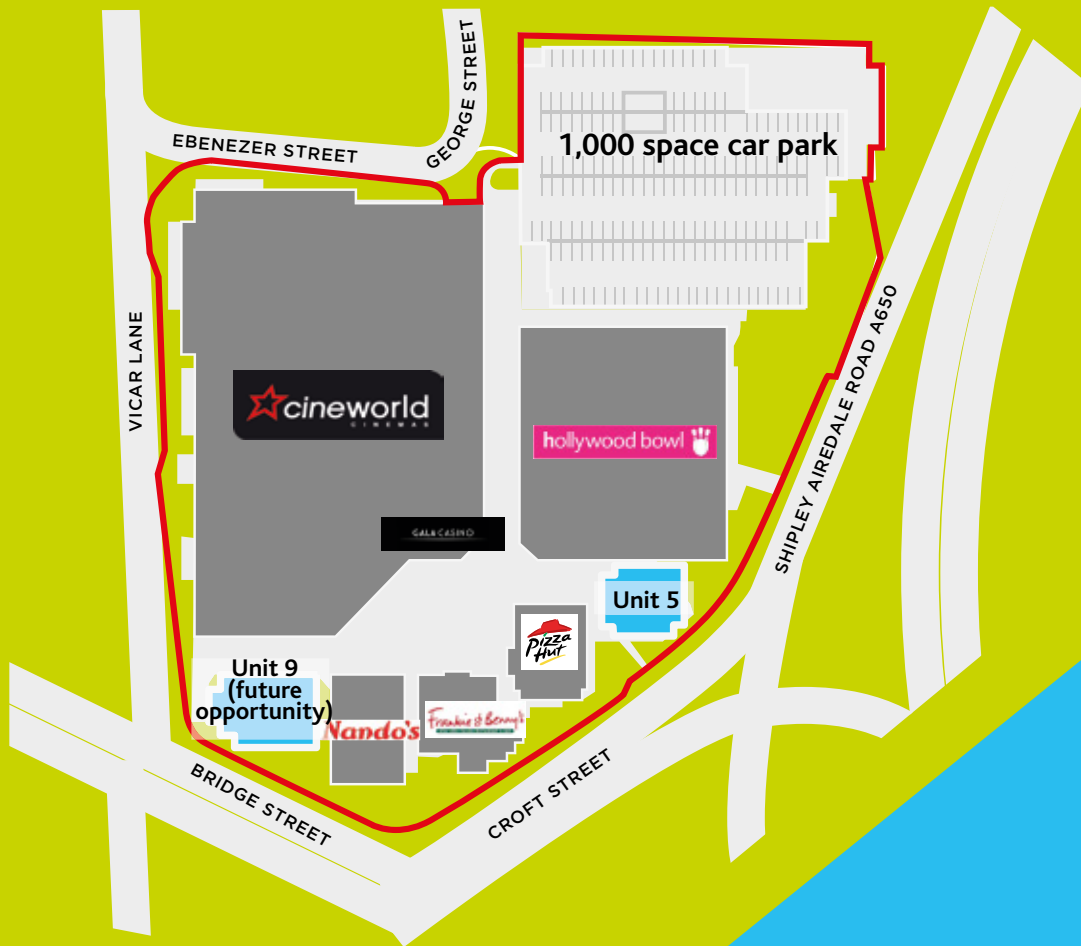 GEORGE STREET
EBENEZER STREET
1,000 space car park
VICAR LANE
SHIPLEY AIREDALE ROAD A650
cineworld
CINEMAS
hollywood bowl
GALA CASINO
Unit 5
Pizza
Hut
Unit 9
(future
opportunity)
Nando's
Frankie & Benny's
BRIDGE STREET
CROFT STREET